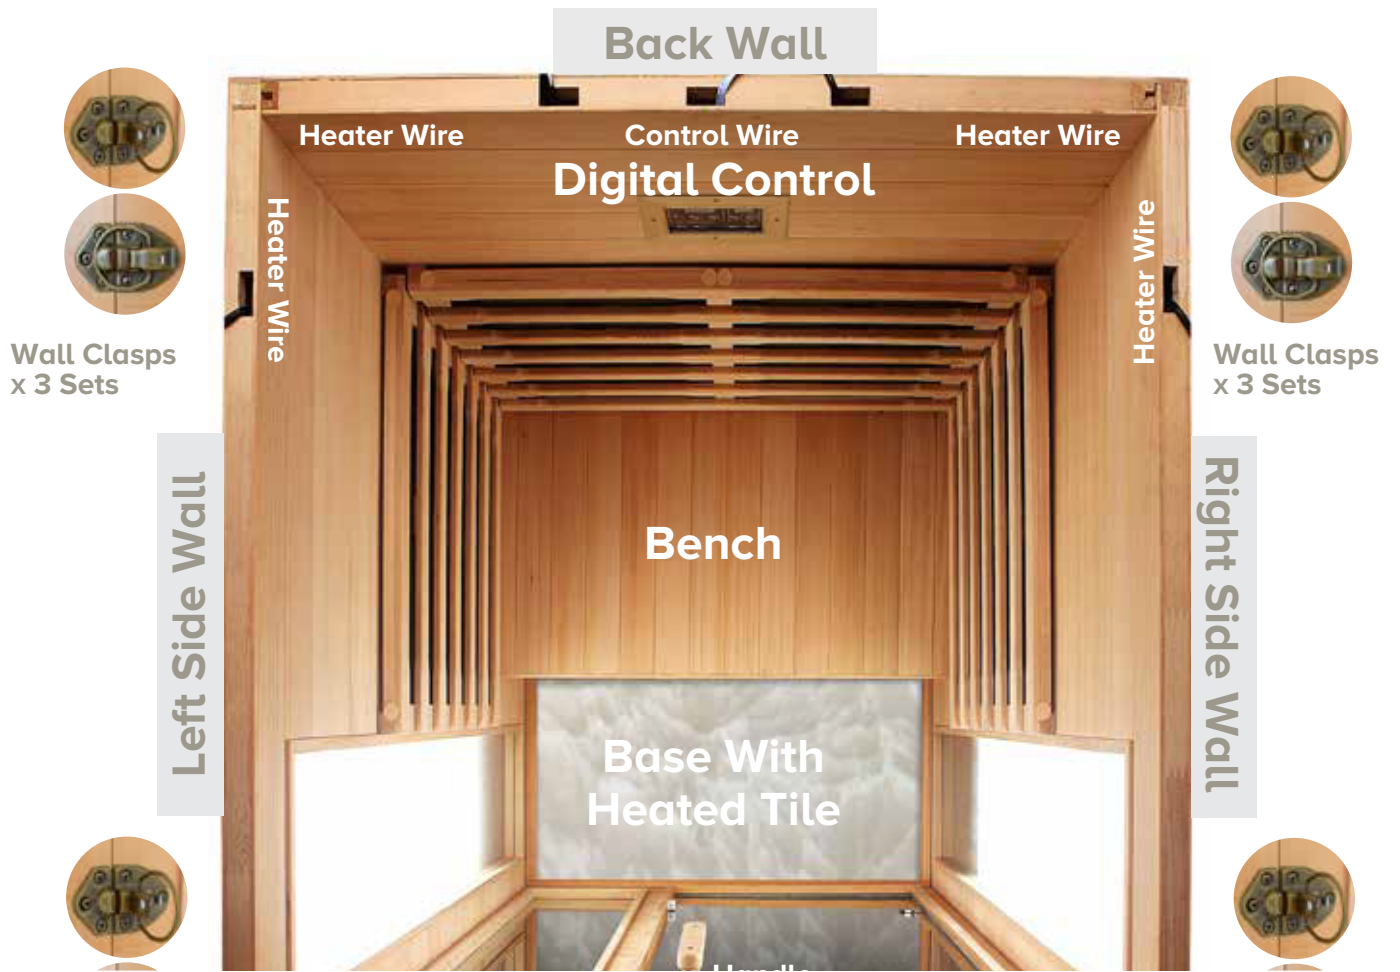 Back Wall
Heater Wire
Control Wire
Heater Wire
Digital Control
Heater Wire
Heater Wire
Wall Clasps
x 3 Sets
Wall Clasps
x 3 Sets
Left Side Wall
Bench
Right Side Wall
Base With
Heated Tile
Handle